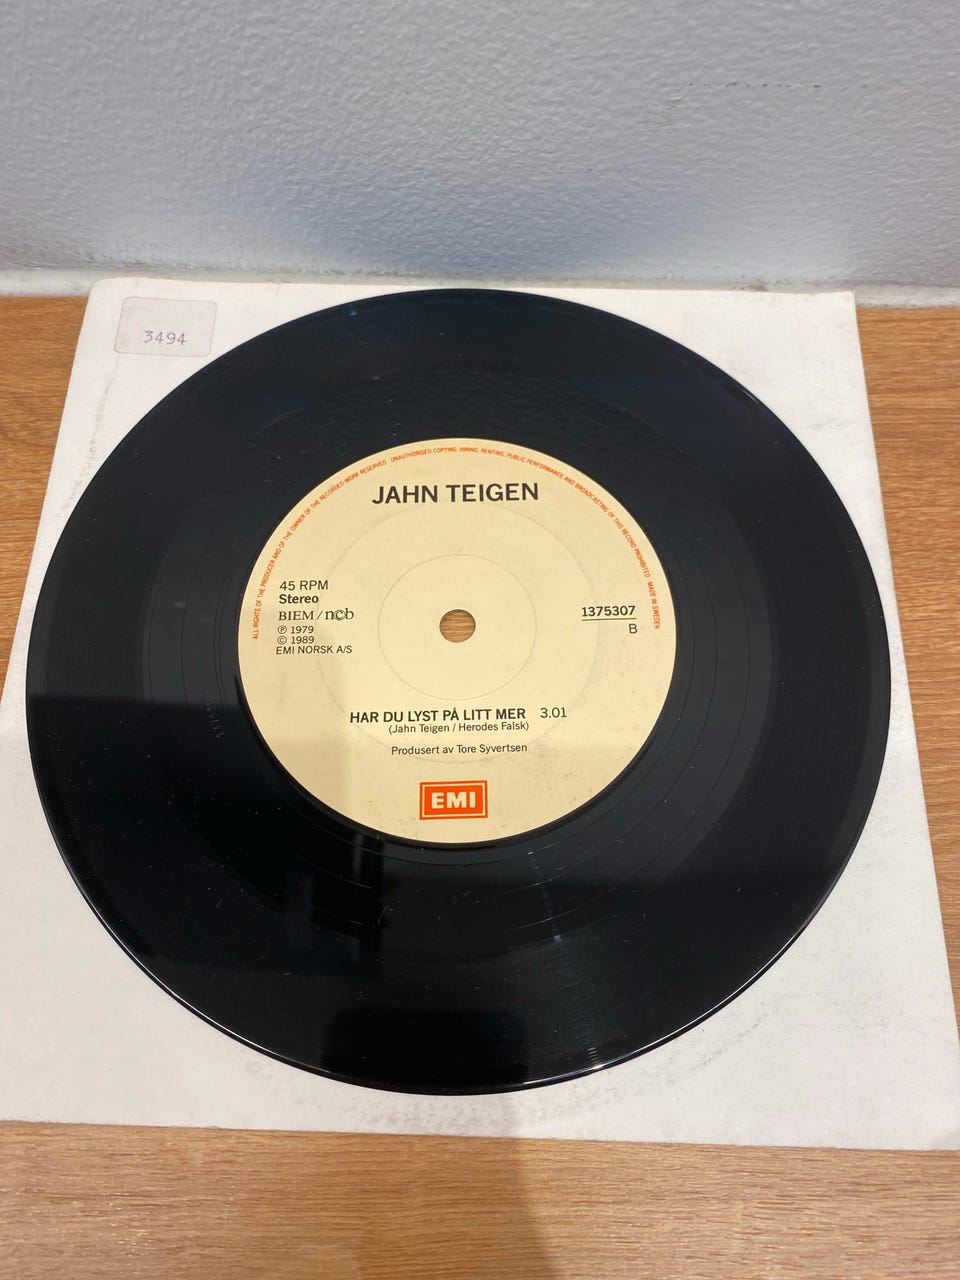 3494
ALL RIGHTS OF THE PRODUCER AND OF THE OWNER OF THE RECORDED WORK RESERVED UNAUTHORISED COPYING, HIRING, RENTING, PUBLIC PERFORMANCE AND BROADCASTING OF THIS RECORD PROHIBITED MADE IN SWEDEN
JAHN TEIGEN
45 RPM
Stereo
BIEM/ncb
℗ 1979
© 1989
EMI NORSK A/S
1375307
B
HAR DU LYST PÅ LITT MER 3.01
(Jahn Teigen / Herodes Falsk)
Produsert av Tore Syvertsen
EMI